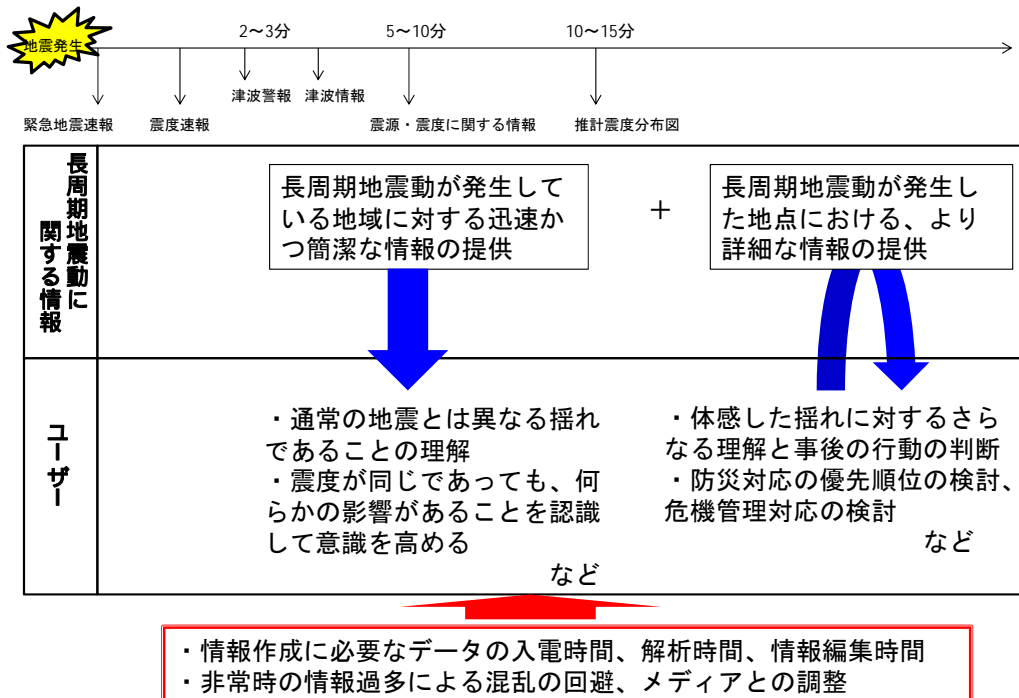 地震発生
2～3分
5～10分
10～15分
緊急地震速報
震度速報
津波警報
津波情報
震源・震度に関する情報
推計震度分布図
長周期地震動に
関する情報
長周期地震動が発生して
いる地域に対する迅速か
つ簡潔な情報の提供
＋
長周期地震動が発生し
た地点における、より
詳細な情報の提供
ユーザー
・通常の地震とは異なる揺れ
であることの理解
・震度が同じであっても、何
らかの影響があることを認識
して意識を高める
など
・体感した揺れに対するさら
なる理解と事後の行動の判断
・防災対応の優先順位の検討、
危機管理対応の検討
など
・情報作成に必要なデータの入電時間、解析時間、情報編集時間
・非常時の情報過多による混乱の回避、メディアとの調整